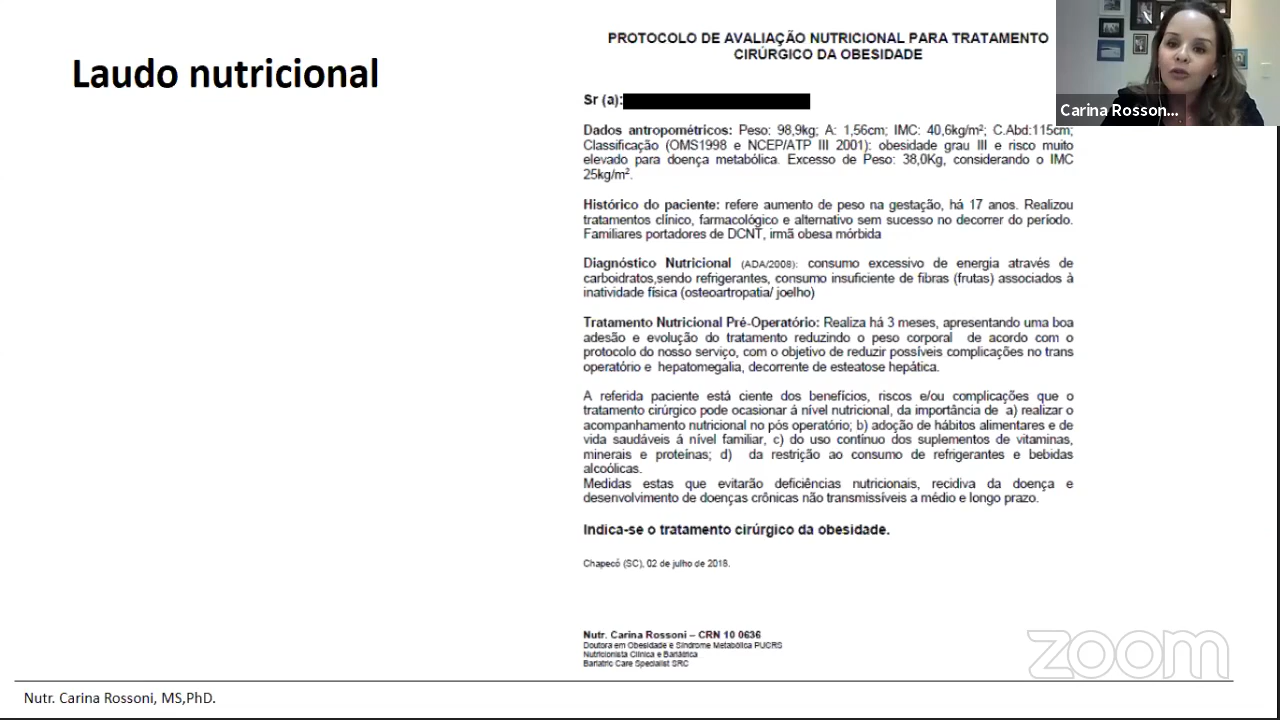 Laudo nutricional
PROTOCOLO DE AVALIAÇÃO NUTRICIONAL PARA TRATAMENTO
CIRÚRGICO DA OBESIDADE
Sr (a):
Dados antropométricos: Peso: 98,9kg; A: 1,56cm; IMC: 40,6kg/m²; C.Abd:115cm;
Classificação (OMS1998 e NCEP/ATP III 2001): obesidade grau III e risco muito
elevado para doença metabólica. Excesso de Peso: 38,0Kg, considerando o IMC
25kg/m².
Histórico do paciente: refere aumento de peso na gestação, há 17 anos. Realizou
tratamentos clínico, farmacológico e alternativo sem sucesso no decorrer do período.
Familiares portadores de DCNT, irmã obesa mórbida
Diagnóstico Nutricional (ADA/2008): consumo excessivo de energia através de
carboidratos,sendo refrigerantes, consumo insuficiente de fibras (frutas) associados à
inatividade física (osteoartropatia/ joelho)
Tratamento Nutricional Pré-Operatório: Realiza há 3 meses, apresentando uma boa
adesão e evolução do tratamento reduzindo o peso corporal de acordo com o
protocolo do nosso serviço, com o objetivo de reduzir possíveis complicações no trans
operatório e hepatomegalia, decorrente de esteatose hepática.
A referida paciente está ciente dos benefícios, riscos e/ou complicações que o
tratamento cirúrgico pode ocasionar á nível nutricional, da importância de a) realizar o
acompanhamento nutricional no pós operatório; b) adoção de hábitos alimentares e de
vida saudáveis á nível familiar, c) do uso contínuo dos suplementos de vitaminas,
minerais e proteínas; d) da restrição ao consumo de refrigerantes e bebidas
alcoólicas.
Medidas estas que evitarão deficiências nutricionais, recidiva da doença e
desenvolvimento de doenças crônicas não transmissíveis a médio e longo prazo.
Indica-se o tratamento cirúrgico da obesidade.
Chapecó (SC), 02 de julho de 2018.
Nutr. Carina Rossoni – CRN 10 0636
Doutora em Obesidade e Síndrome Metabólica PUCRS
Nutricionista Clínica e Bariátrica
Bariatric Care Specialist SRC
Nutr. Carina Rossoni, MS,PhD.
Carina Rosson...
zoom